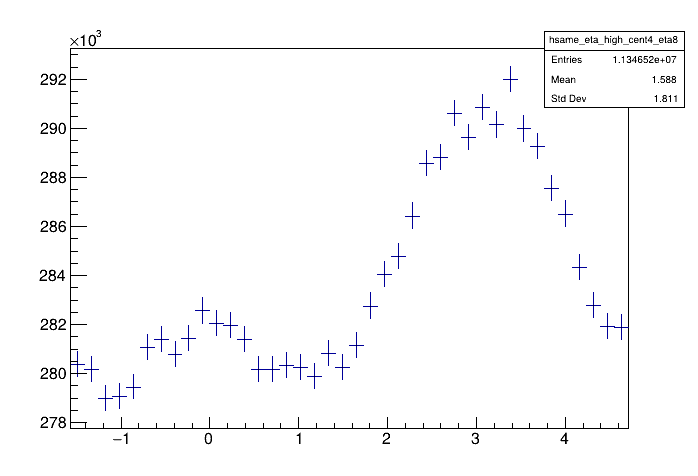 ×10³
hsame_eta_high_cent4_eta8
Entries 1.134652e+07
Mean 1.588
Std Dev 1.811
292
290
288
286
284
282
280
278
−1 0 1 2 3 4